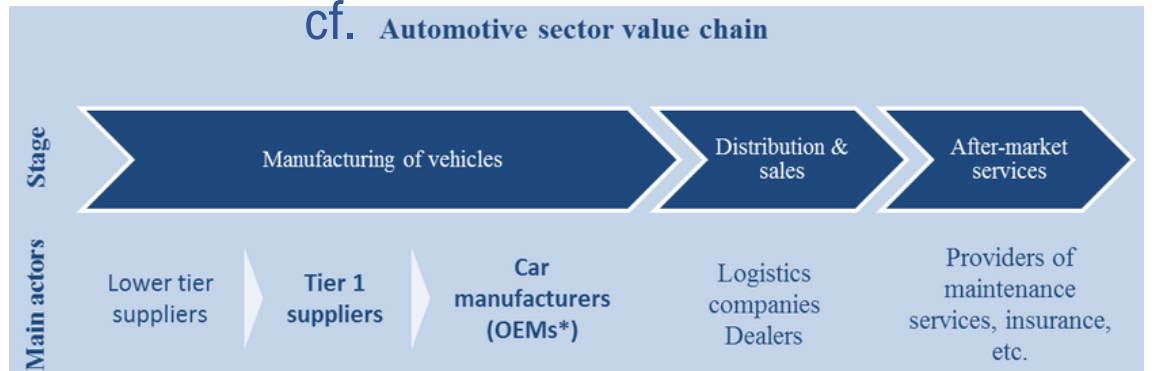 cf. Automotive sector value chain
Stage
Manufacturing of vehicles
Distribution &
sales
After-market
services
Main actors
Lower tier
suppliers
Tier 1
suppliers
Car
manufacturers
(OEMs*)
Logistics
companies
Dealers
Providers of
maintenance
services, insurance,
etc.